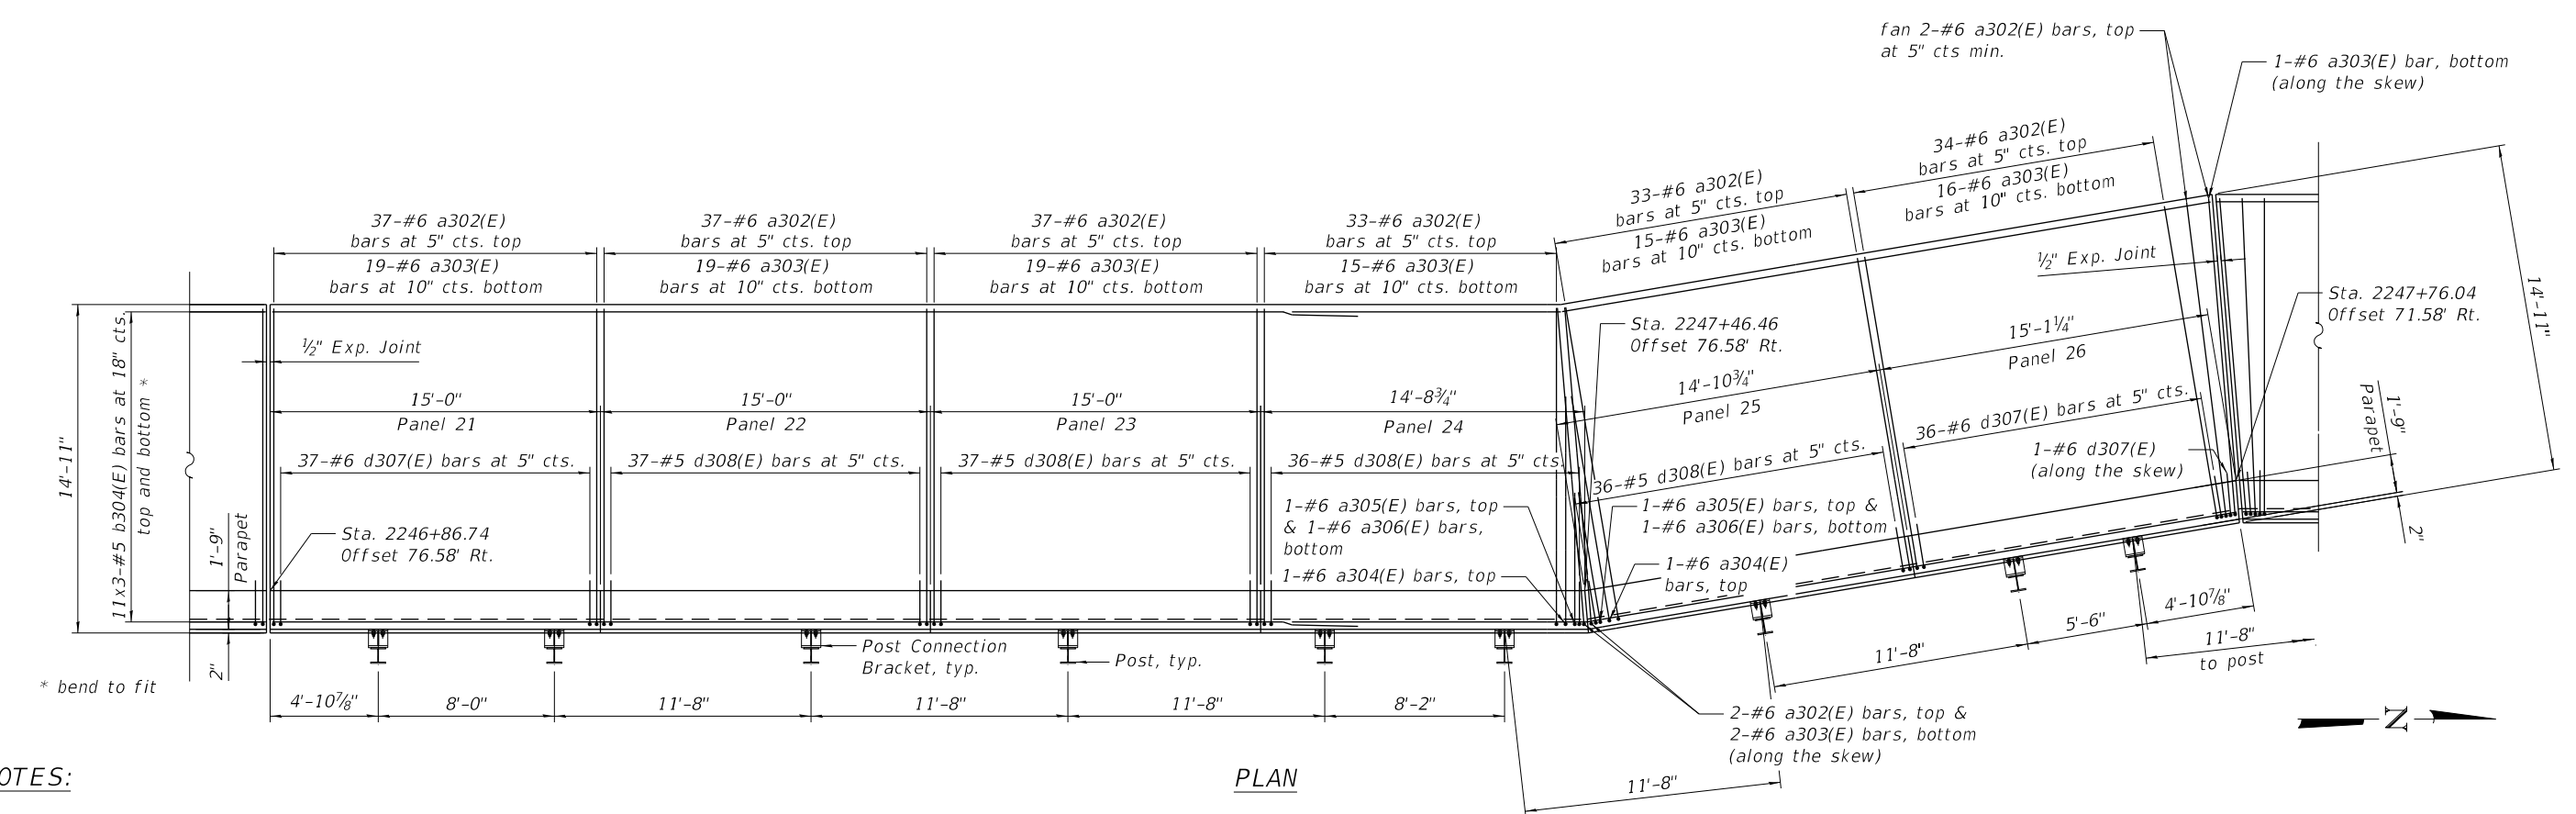 fan 2-#6 a302(E) bars, top
at 5" cts min.
1-#6 a303(E) bar, bottom
(along the skew)
34-#6 a302(E)
bars at 5" cts. top
16-#6 a303(E)
bars at 10" cts. bottom
33-#6 a302(E)
bars at 5" cts. top
15-#6 a303(E)
bars at 10" cts. bottom
37-#6 a302(E)
bars at 5" cts. top
19-#6 a303(E)
bars at 10" cts. bottom
37-#6 a302(E)
bars at 5" cts. top
19-#6 a303(E)
bars at 10" cts. bottom
37-#6 a302(E)
bars at 5" cts. top
19-#6 a303(E)
bars at 10" cts. bottom
33-#6 a302(E)
bars at 5" cts. top
15-#6 a303(E)
bars at 10" cts. bottom
½" Exp. Joint
14'-11"
Sta. 2247+76.04
Offset 71.58' Rt.
Sta. 2247+46.46
Offset 76.58' Rt.
½" Exp. Joint
14'-11"
11x3-#5 b304(E) bars at 18" cts.
top and bottom *
15'-0"
Panel 21
15'-0"
Panel 22
15'-0"
Panel 23
14'-8¾"
Panel 24
14'-10¾"
Panel 25
15'-1¼"
Panel 26
1'-9"
Parapet
37-#6 d307(E) bars at 5" cts.
37-#5 d308(E) bars at 5" cts.
37-#5 d308(E) bars at 5" cts.
36-#5 d308(E) bars at 5" cts.
36-#5 d308(E) bars at 5" cts.
36-#6 d307(E) bars at 5" cts.
1-#6 d307(E)
(along the skew)
1-#6 a305(E) bars, top
& 1-#6 a306(E) bars,
bottom
1-#6 a304(E) bars, top
1-#6 a305(E) bars, top &
1-#6 a306(E) bars, bottom
1-#6 a304(E)
bars, top
1'-9"
Parapet
Sta. 2246+86.74
Offset 76.58' Rt.
2"
2"
Post Connection
Bracket, typ.
Post, typ.
* bend to fit
4'-10⅞"
8'-0"
11'-8"
11'-8"
11'-8"
8'-2"
11'-8"
11'-8"
5'-6"
4'-10⅞"
11'-8"
to post
2-#6 a302(E) bars, top &
2-#6 a303(E) bars, bottom
(along the skew)
N
OTES:
PLAN